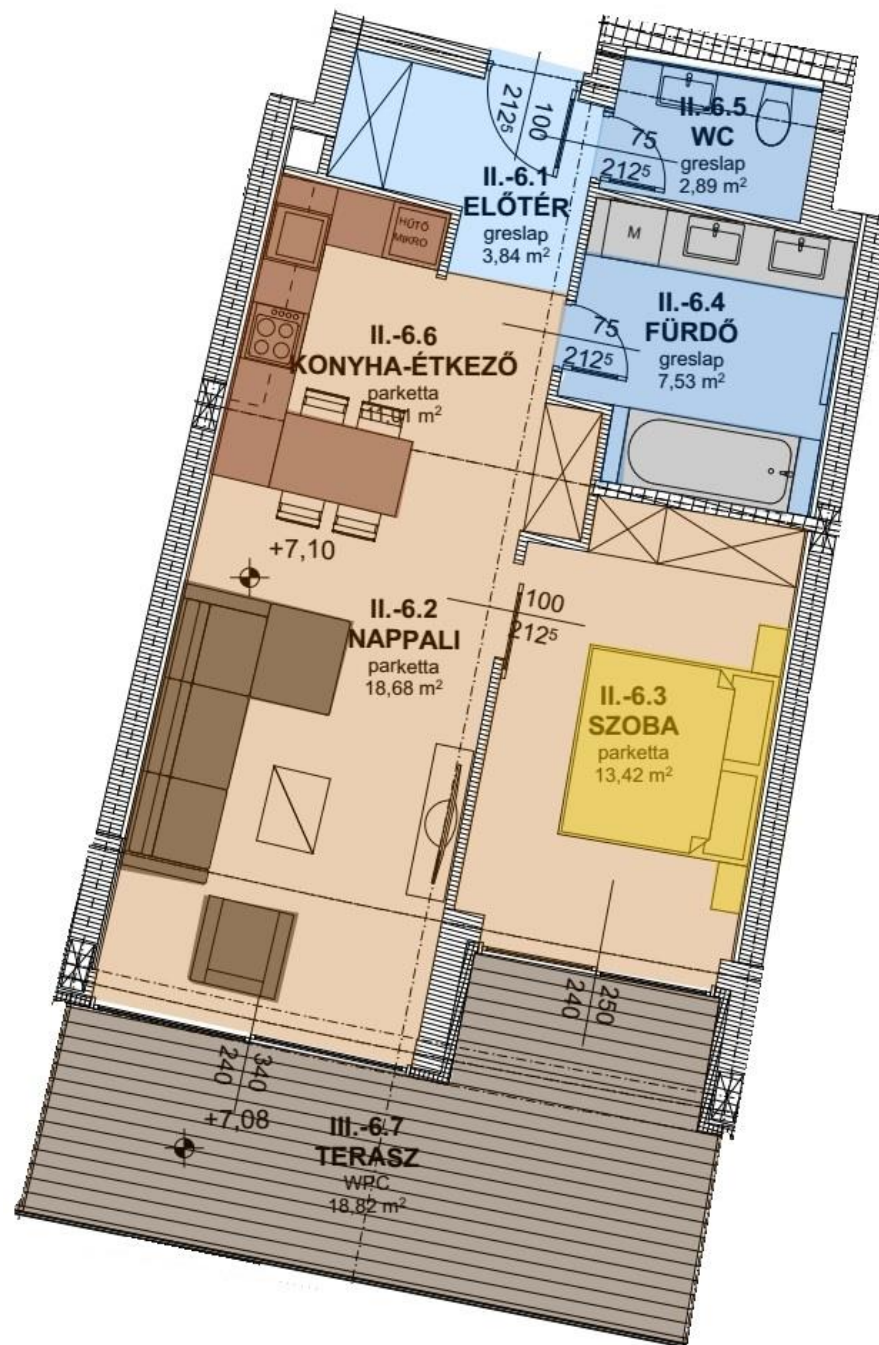 100
212⁵
II.-6.5
WC
greslap
2,89 m²
75
212⁵
II.-6.1
ELŐTÉR
greslap
3,84 m²
HŰTŐ
MIKRO
M
II.-6.4
FÜRDŐ
greslap
7,53 m²
75
212⁵
II.-6.6
KONYHA-ÉTKEZŐ
parketta
+7,10
II.-6.2
NAPPALI
parketta
18,68 m²
100
212⁵
II.-6.3
SZOBA
parketta
13,42 m²
250
240
340
240
+7,08
III.-6.7
TERASZ
WPC
18,82 m²